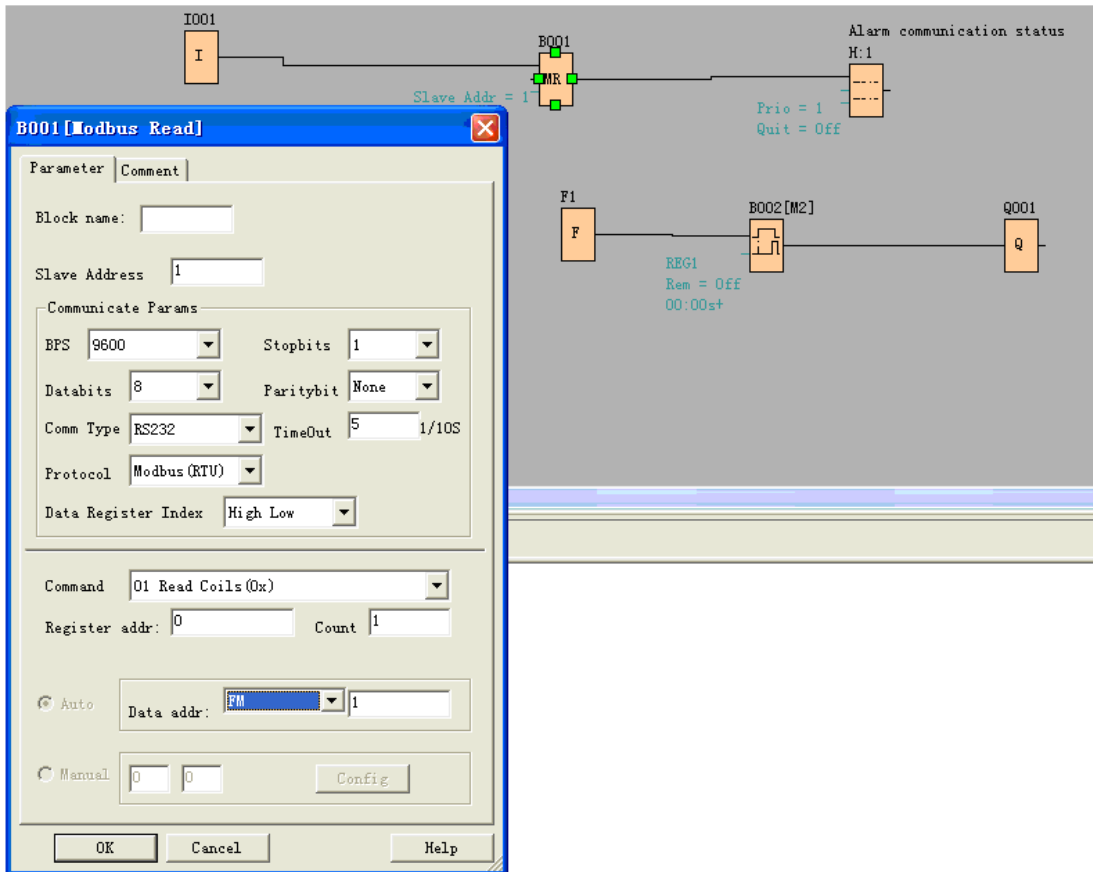 I001
I
B001
MR
Slave Addr = 1
Alarm communication status
H:1
Prio = 1
Quit = Off
F1
F
B002[M2]
REG1
Rem = Off
00:00s+
Q001
Q
B001[Modbus Read]
Parameter Comment
Block name:
Slave Address 1
Communicate Params
BPS 9600 Stopbits 1
Databits 8 Paritybit None
Comm Type RS232 TimeOut 5 1/10S
Protocol Modbus(RTU)
Data Register Index High Low
Command 01 Read Coils(0x)
Register addr: 0 Count 1
Auto Data addr: FM 1
Manual 0 0 Config
OK Cancel Help